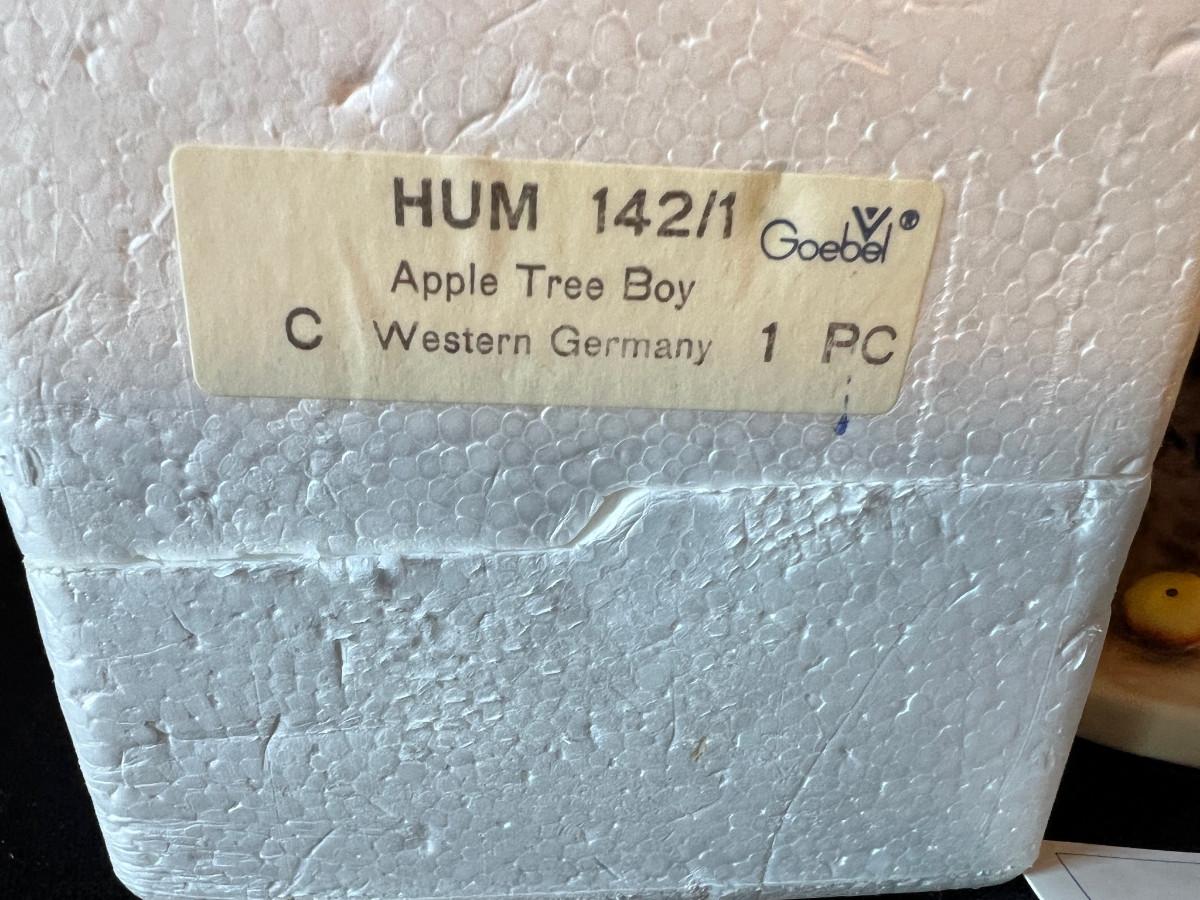 HUM 142/1 Goebel®
Apple Tree Boy
C Western Germany 1 PC